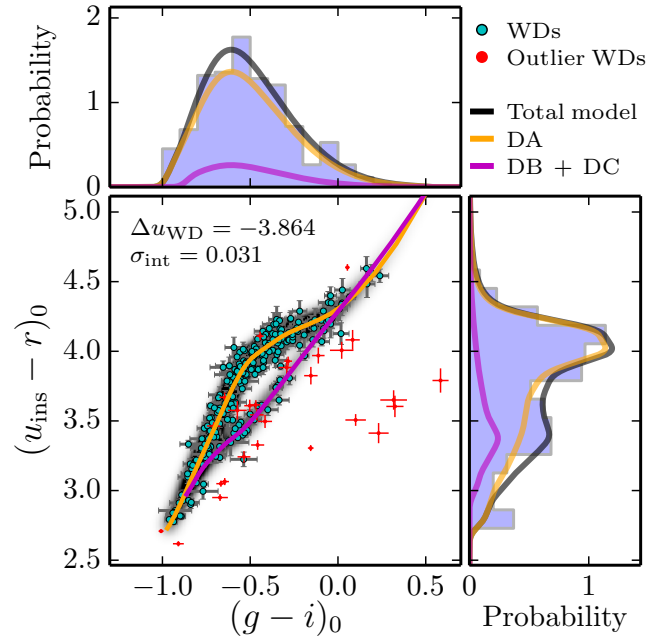 Probability
2
1
0
WDs
Outlier WDs
Total model
DA
DB + DC
5.0
4.5
4.0
3.5
3.0
2.5
(u_ins − r)_0
Δu_WD = −3.864
σ_int = 0.031
−1.0 −0.5 0.0 0.5
(g − i)_0
0 1
Probability